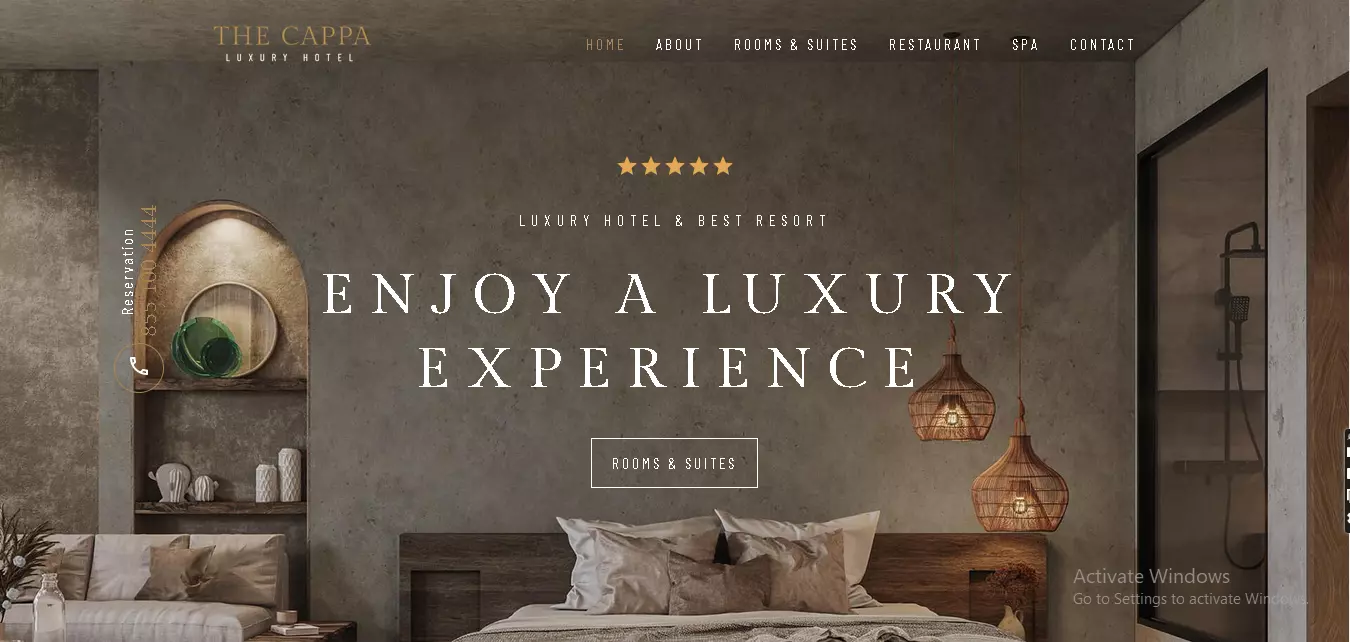 THE CAPPA
LUXURY HOTEL
HOME ABOUT ROOMS & SUITES RESTAURANT SPA CONTACT
LUXURY HOTEL & BEST RESORT
ENJOY A LUXURY
EXPERIENCE
ROOMS & SUITES
Reservation
855 100 4444
Activate Windows
Go to Settings to activate Windows.